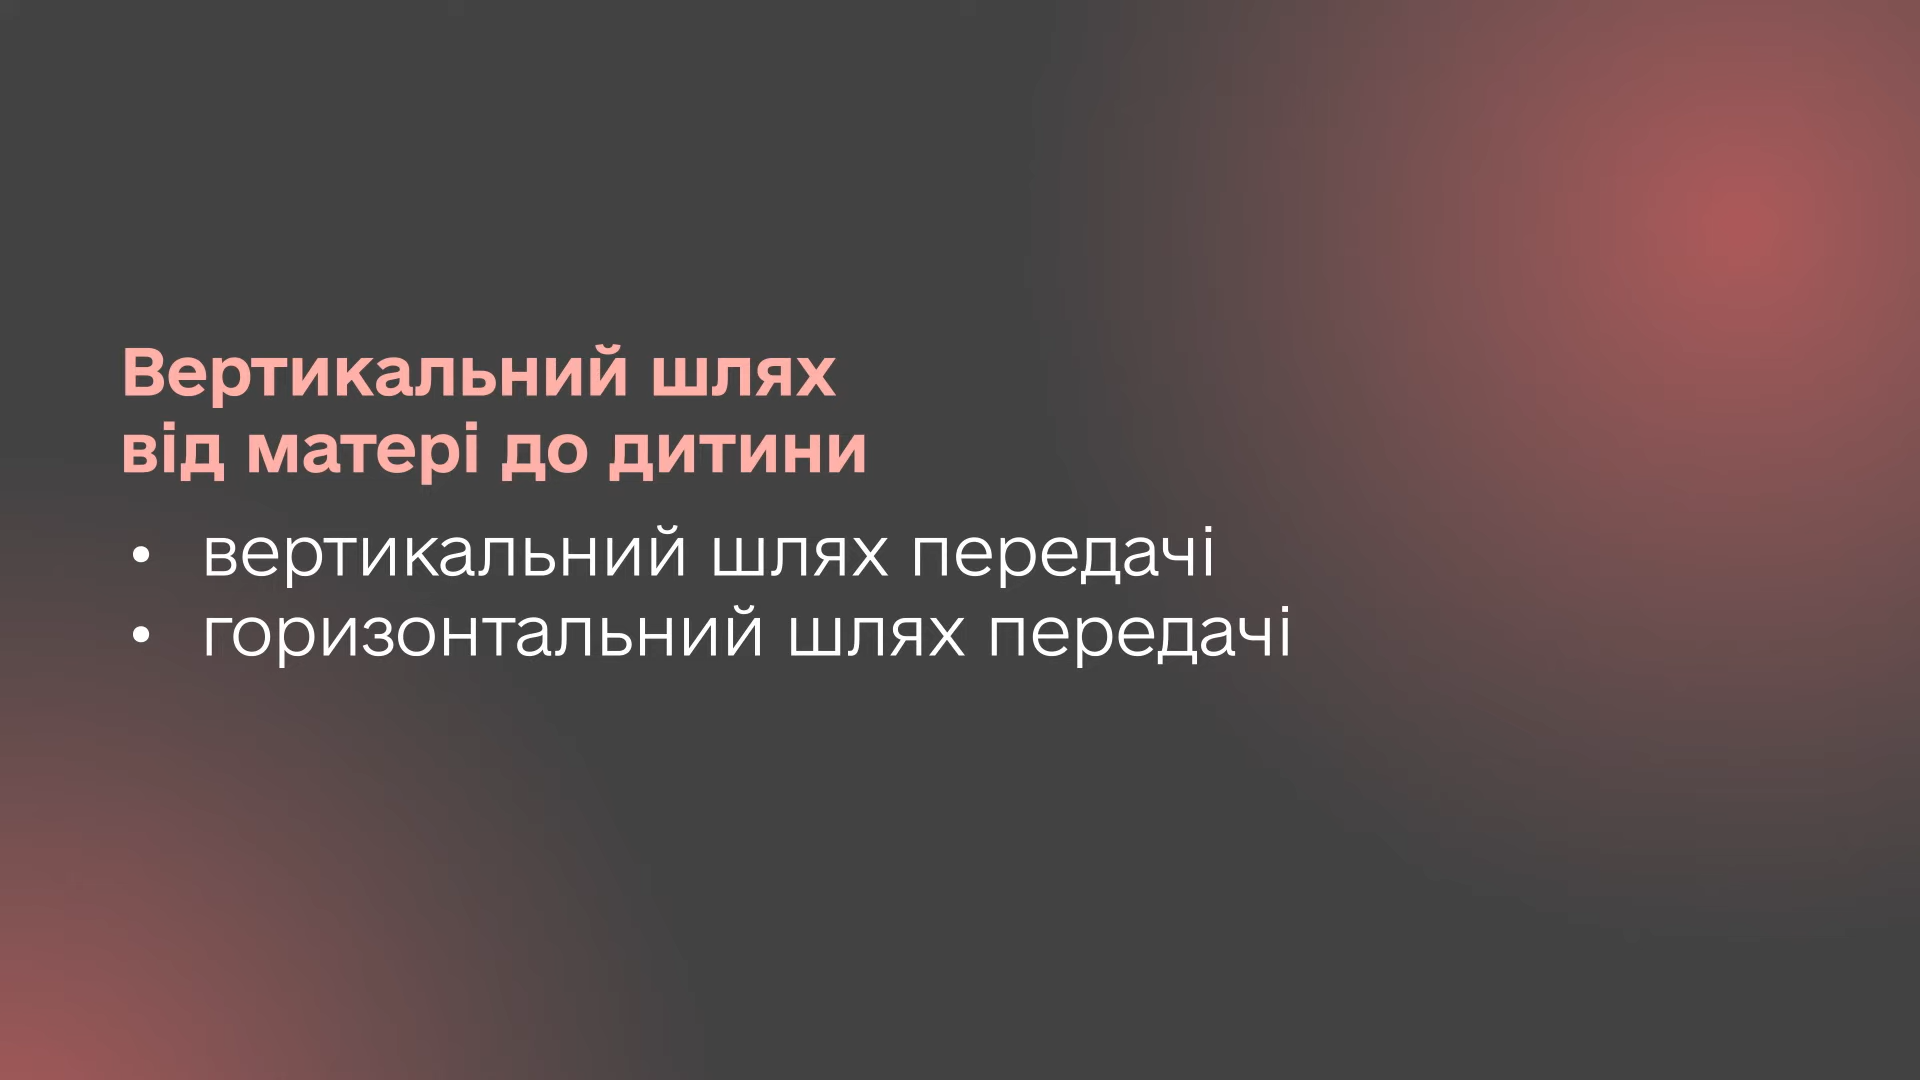 Вертикальний шлях
від матері до дитини
• вертикальний шлях передачі
• горизонтальний шлях передачі